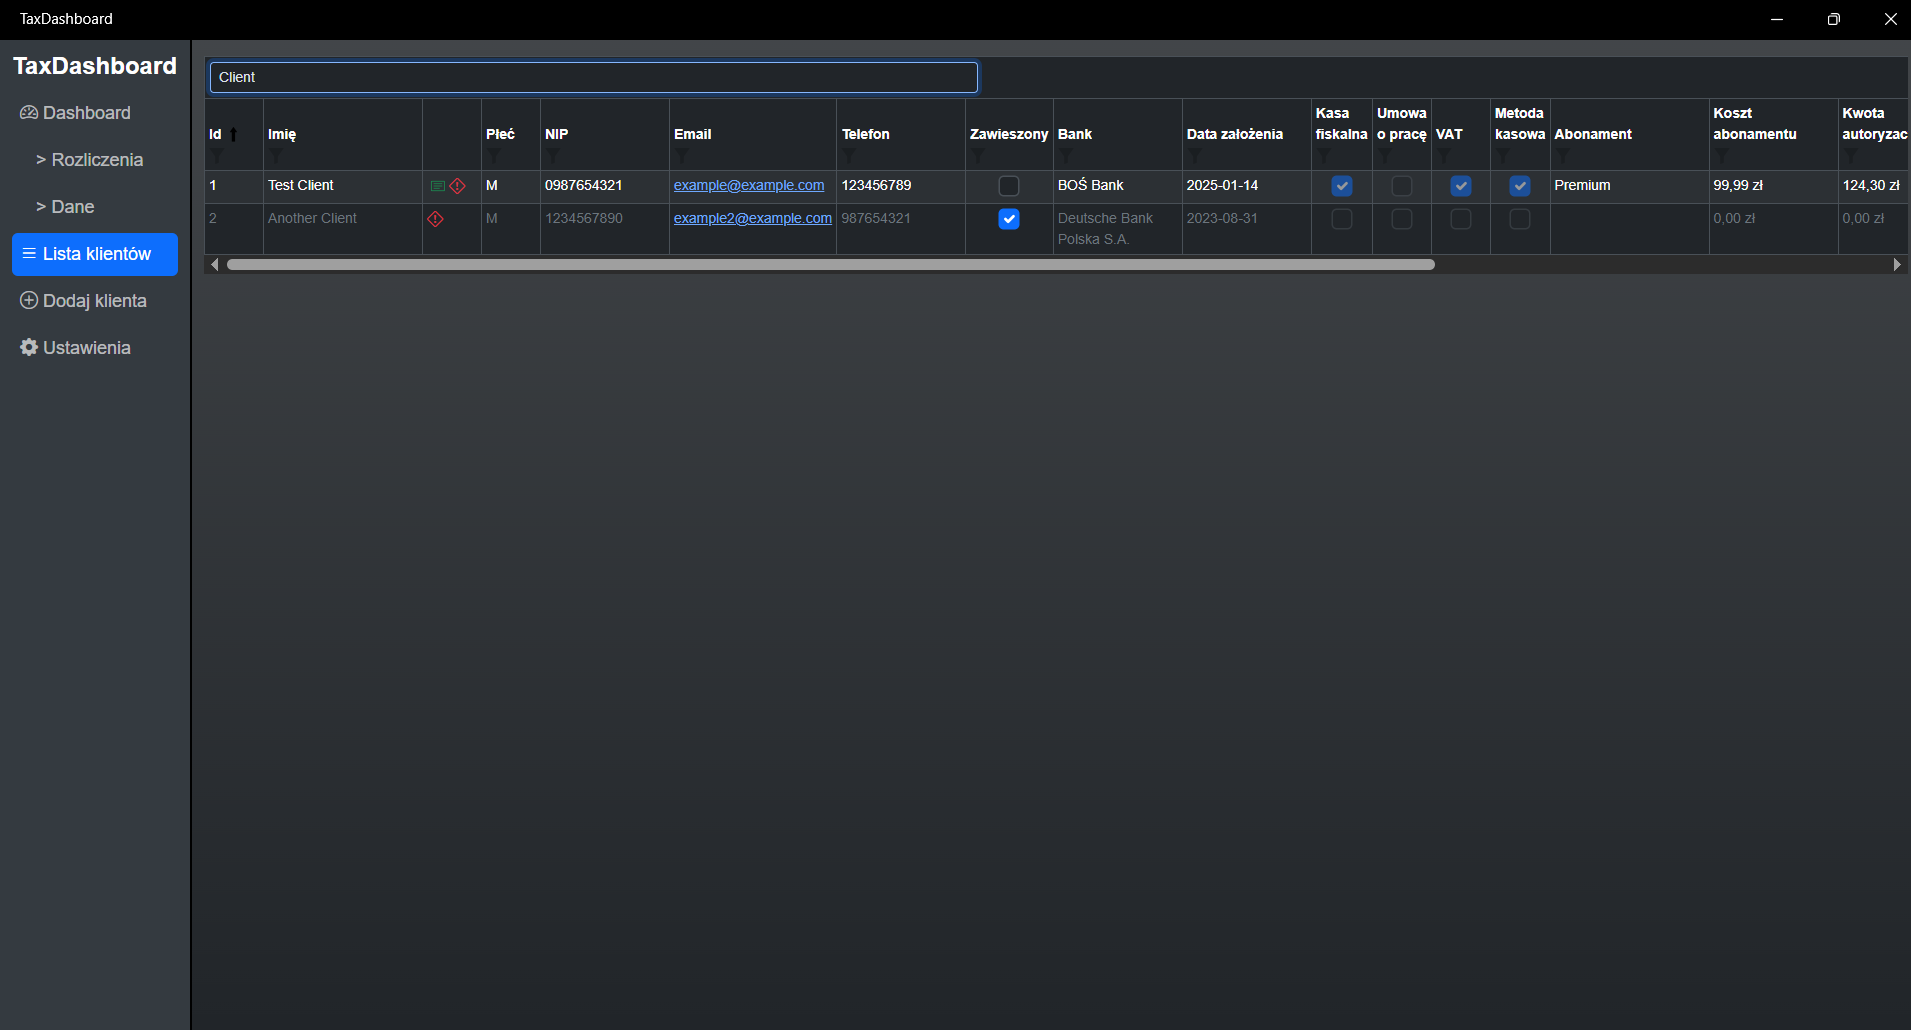 TaxDashboard
TaxDashboard
Dashboard
> Rozliczenia
> Dane
Lista klientów
Dodaj klienta
Ustawienia
Client
Id Imię Płeć NIP Email Telefon Zawieszony Bank Data założenia Kasa fiskalna Umowa o pracę VAT Metoda kasowa Abonament Koszt abonamentu Kwota autoryzac
1 Test Client M 0987654321 example@example.com 123456789 BOŚ Bank 2025-01-14 Premium 99,99 zł 124,30 zł
2 Another Client M 1234567890 example2@example.com 987654321 Deutsche Bank Polska S.A. 2023-08-31 0,00 zł 0,00 zł